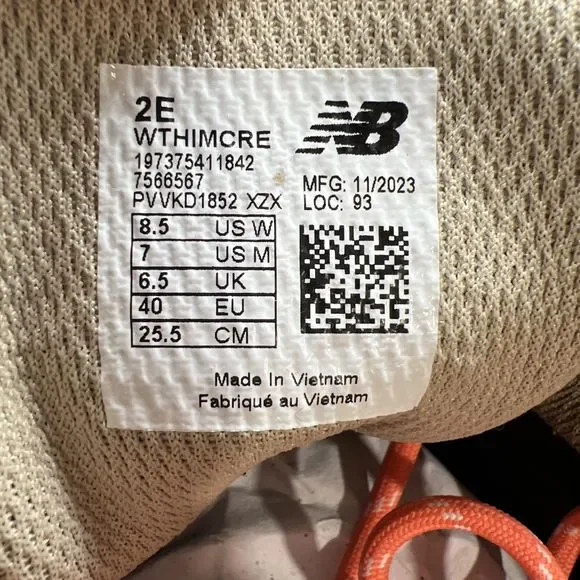 2E
WTHIMCRE
197375411842
7566567
PVVKD1852 XZX
NB
MFG: 11/2023
LOC: 93
8.5 US W
7 US M
6.5 UK
40 EU
25.5 CM
Made In Vietnam
Fabriqué au Vietnam